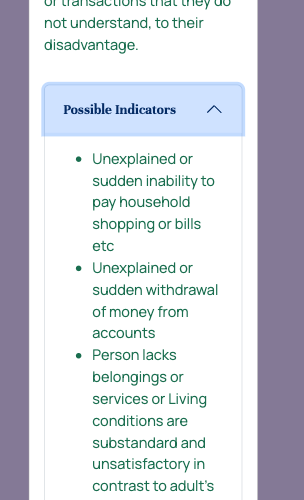 or transactions that they do
not understand, to their
disadvantage.
Possible Indicators
Unexplained or
sudden inability to
pay household
shopping or bills
etc
Unexplained or
sudden withdrawal
of money from
accounts
Person lacks
belongings or
services or Living
conditions are
substandard and
unsatisfactory in
contrast to adult's